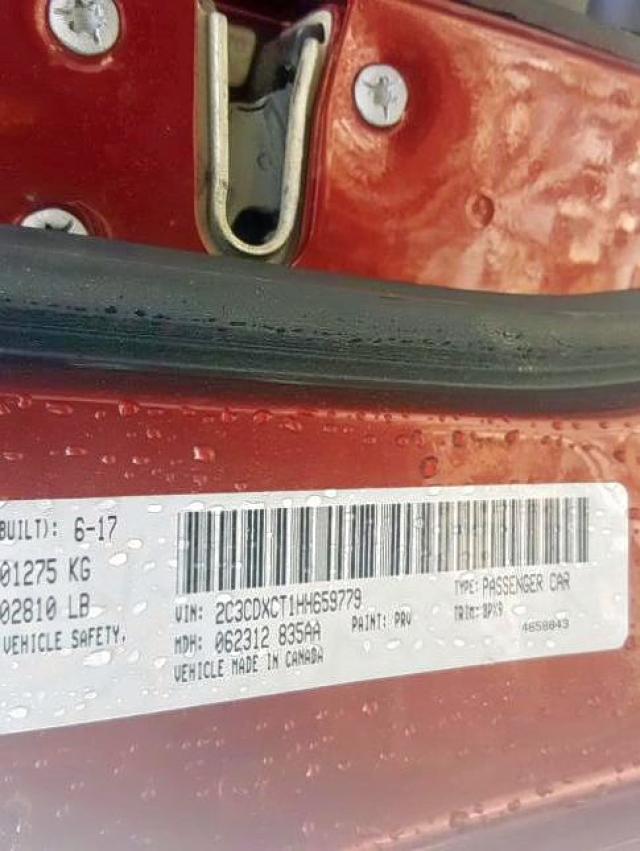 BUILT): 6-17
01275 KG
02810 LB
VEHICLE SAFETY,
VIN: 2C3CDXCT1HH659779
TYPE: PASSENGER CAR
MDH: 062312 835AA
PAINT: PRV
TRIM: BPX9
4658843
VEHICLE MADE IN CANADA